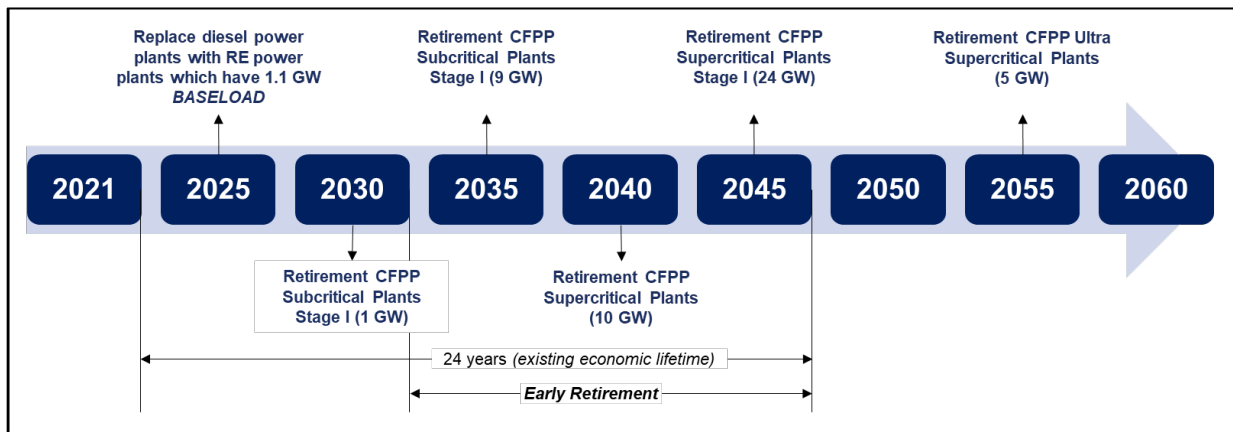 Replace diesel power
plants with RE power
plants which have 1.1 GW
BASELOAD
Retirement CFPP
Subcritical Plants
Stage I (9 GW)
Retirement CFPP
Supercritical Plants
Stage I (24 GW)
Retirement CFPP Ultra
Supercritical Plants
(5 GW)
2021
2025
2030
2035
2040
2045
2050
2055
2060
Retirement CFPP
Subcritical Plants
Stage I (1 GW)
Retirement CFPP
Supercritical Plants
(10 GW)
24 years (existing economic lifetime)
Early Retirement